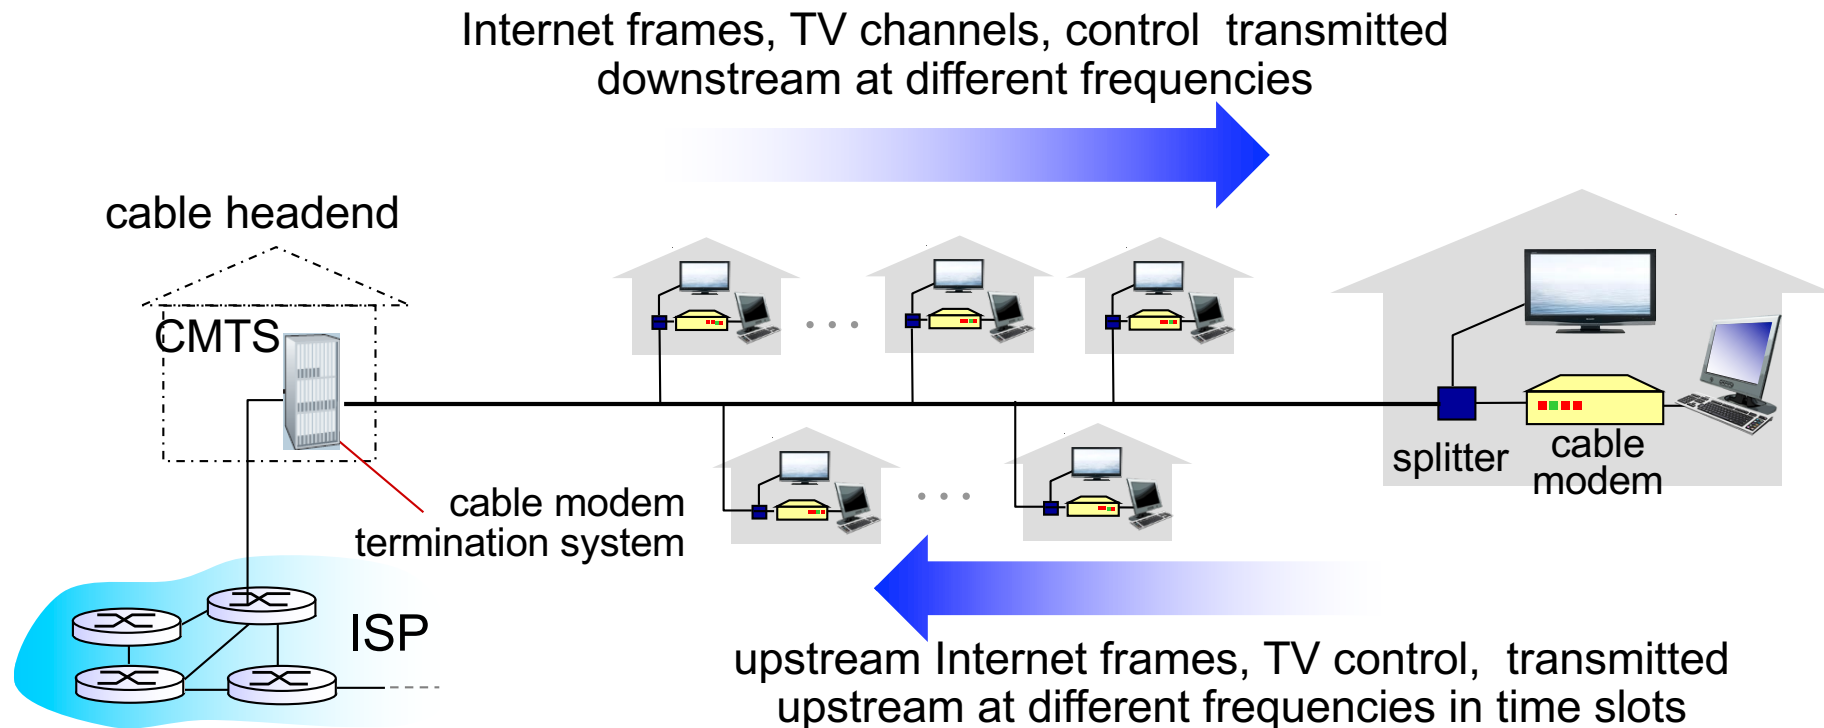 Internet frames, TV channels, control  transmitted
downstream at different frequencies
cable headend
CMTS
cable modem
termination system
splitter
cable
modem
ISP
upstream Internet frames, TV control,  transmitted
upstream at different frequencies in time slots